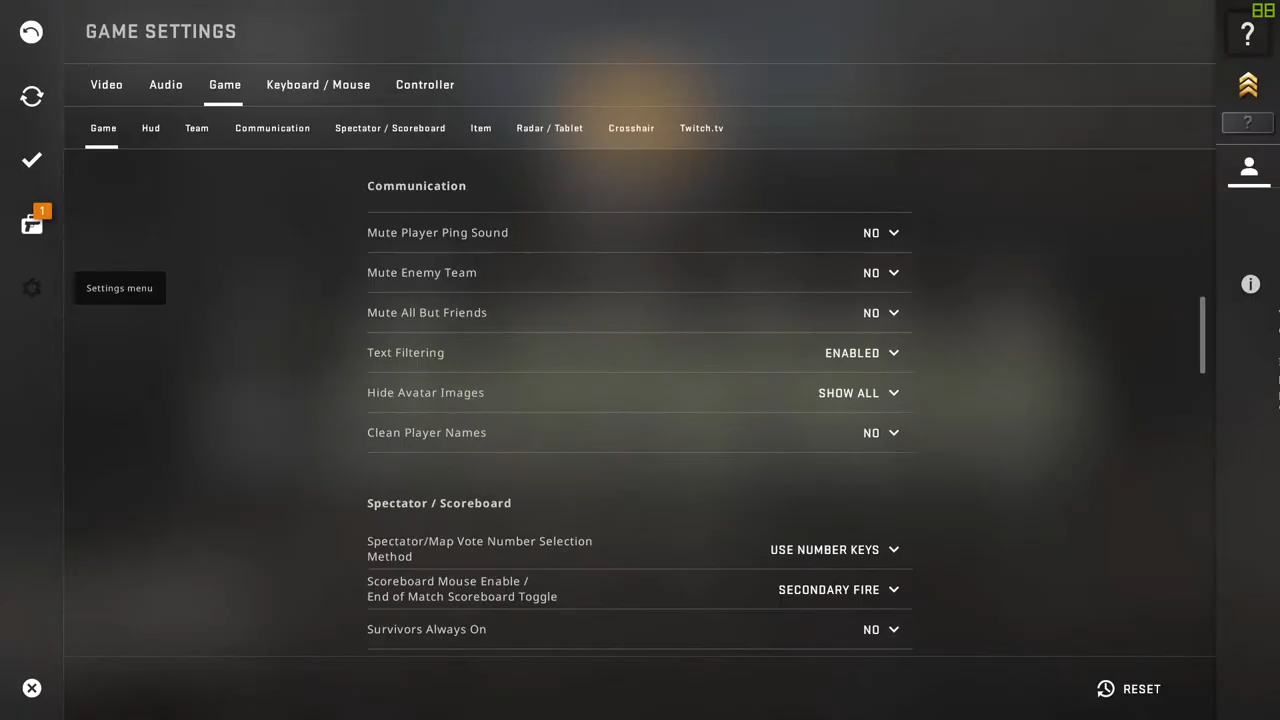 88
GAME SETTINGS
?
Video Audio Game Keyboard / Mouse Controller
Game Hud Team Communication Spectator / Scoreboard Item Radar / Tablet Crosshair Twitch.tv
?
Communication
1
Mute Player Ping Sound NO
Mute Enemy Team NO
Settings menu
Mute All But Friends NO
Text Filtering ENABLED
Hide Avatar Images SHOW ALL
Clean Player Names NO
Spectator / Scoreboard
Spectator/Map Vote Number Selection
Method USE NUMBER KEYS
Scoreboard Mouse Enable /
End of Match Scoreboard Toggle SECONDARY FIRE
Survivors Always On NO
RESET